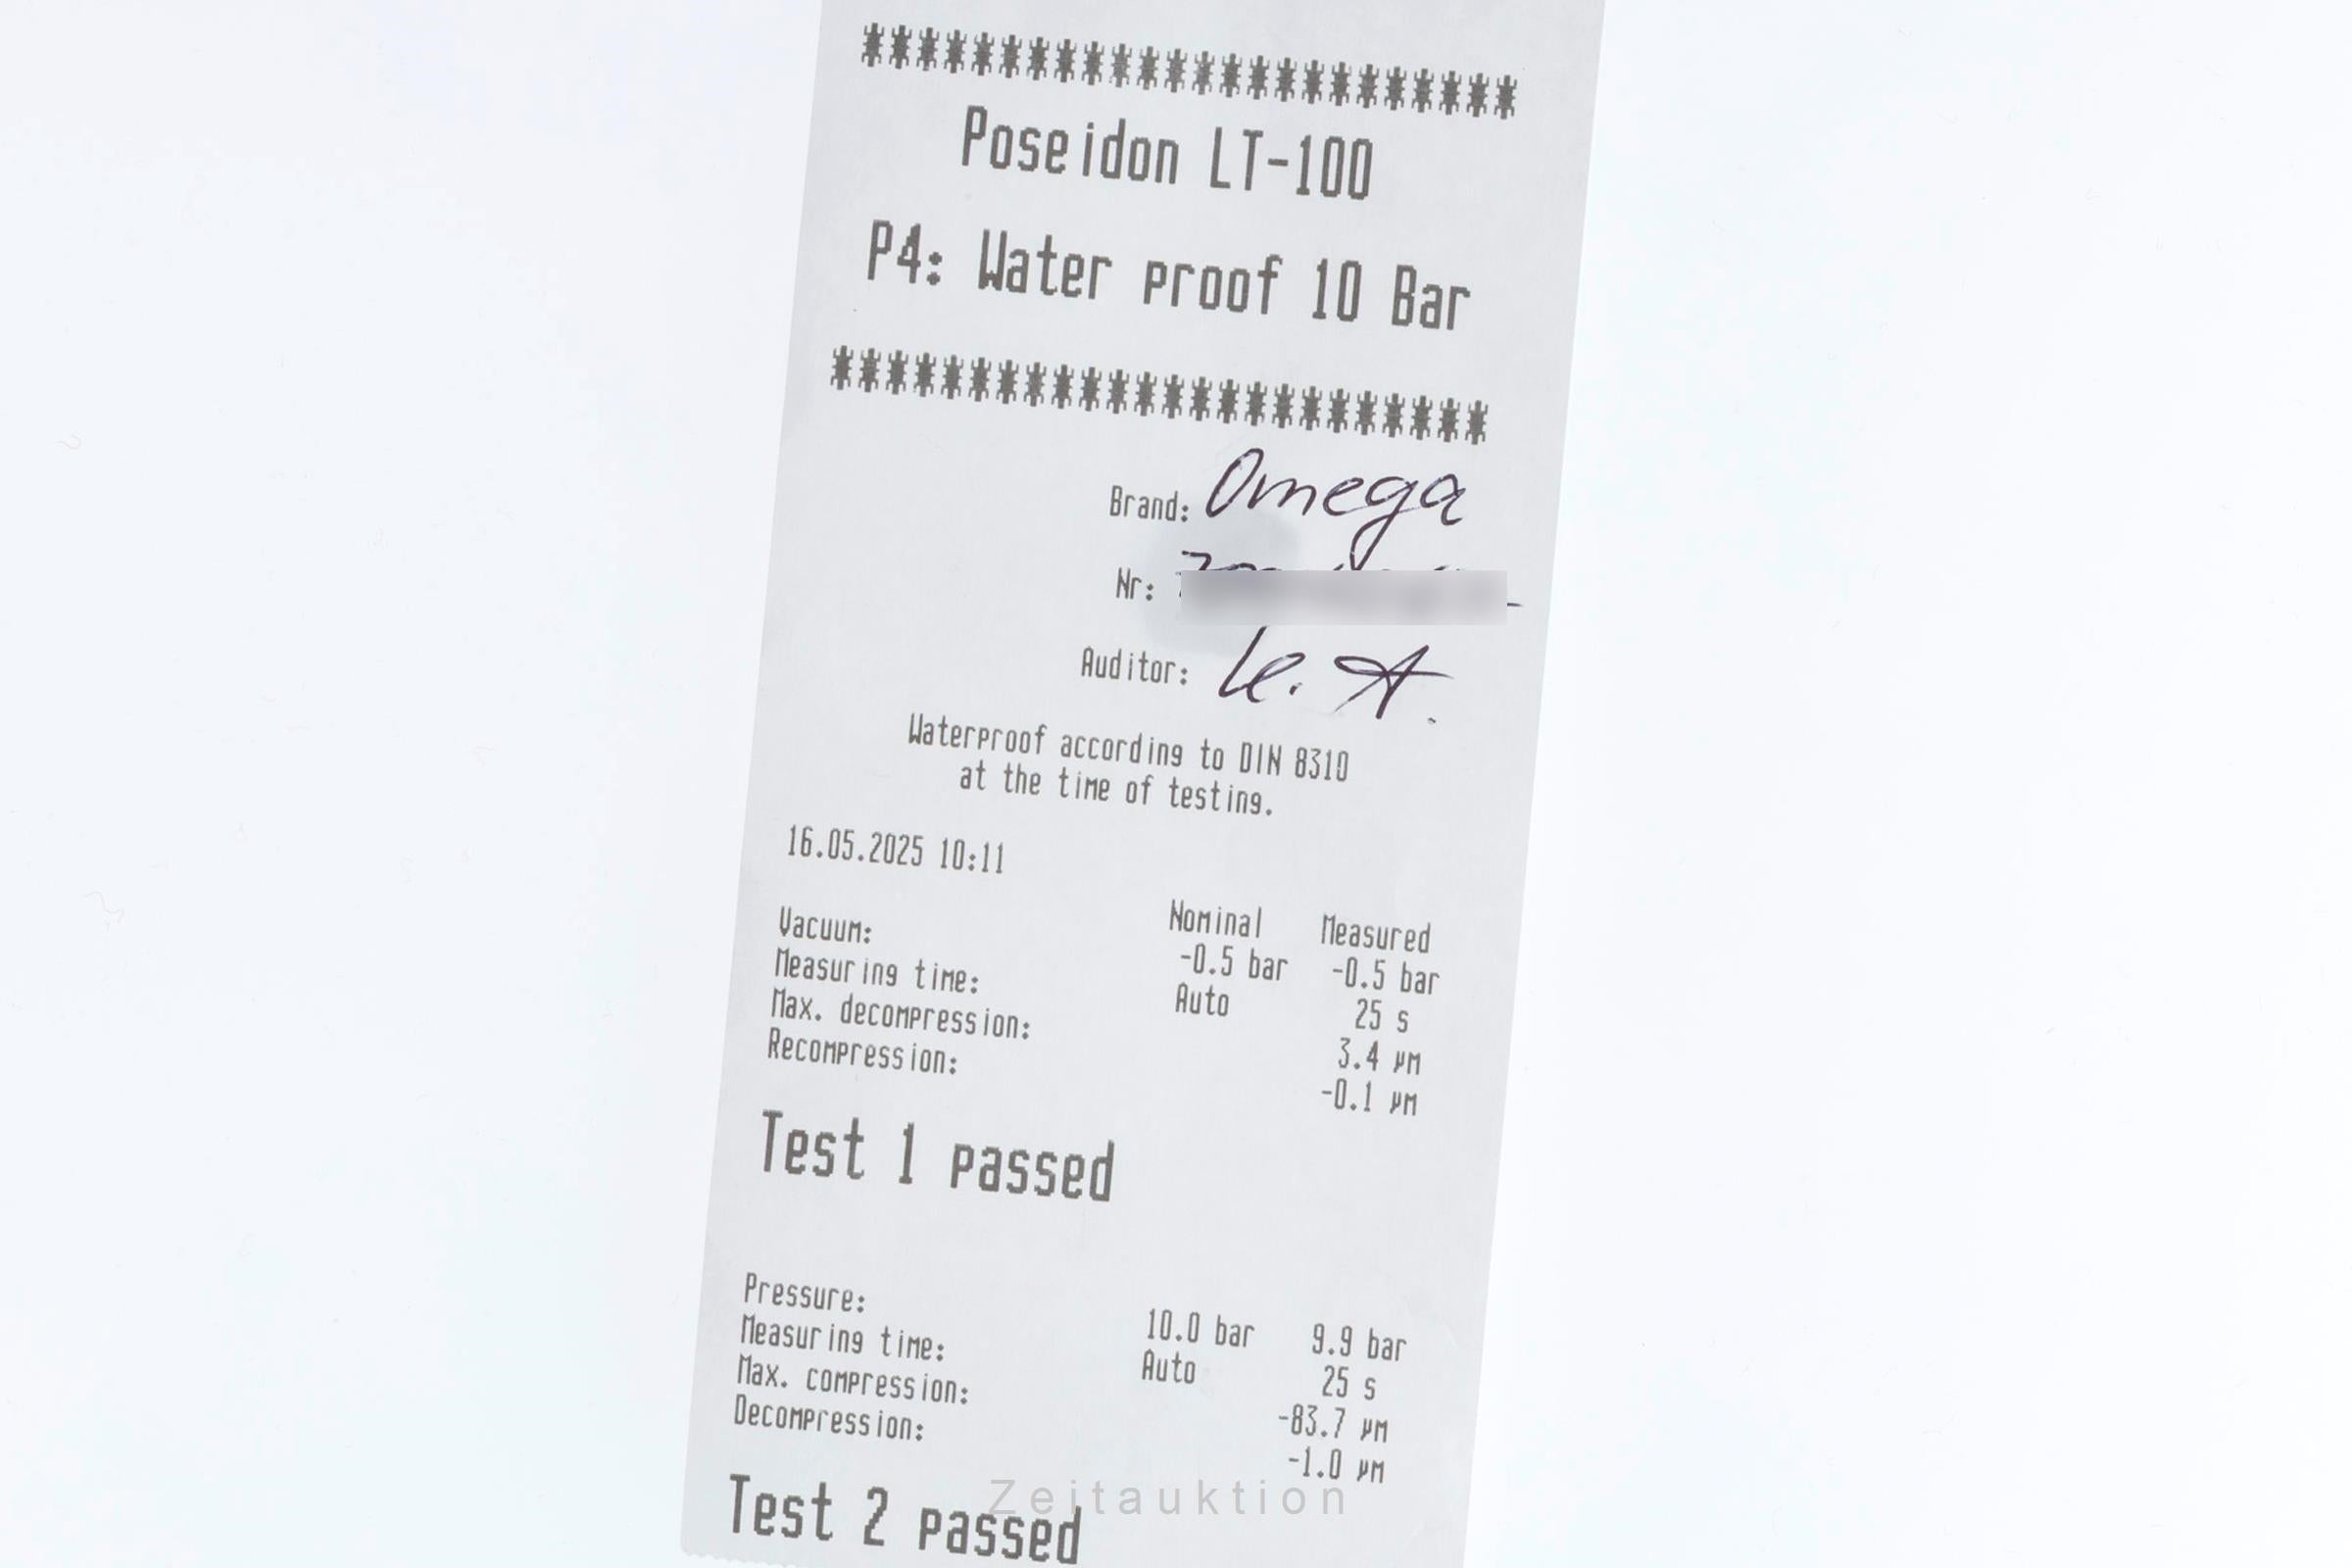 ************************
Poseidon LT-100
P4: Water proof 10 Bar
************************
Brand: Omega
Nr:
Auditor: K. A.
Waterproof according to DIN 8310
at the time of testing.
16.05.2025 10:11
Nominal Measured
Vacuum: -0.5 bar -0.5 bar
Measuring time: Auto 25 s
Max. decompression: 3.4 µm
Recompression: -0.1 µm
Test 1 passed
Pressure: 10.0 bar 9.9 bar
Measuring time: Auto 25 s
Max. compression: -83.7 µm
Decompression: -1.0 µm
Test 2 passed
Zeitauktion